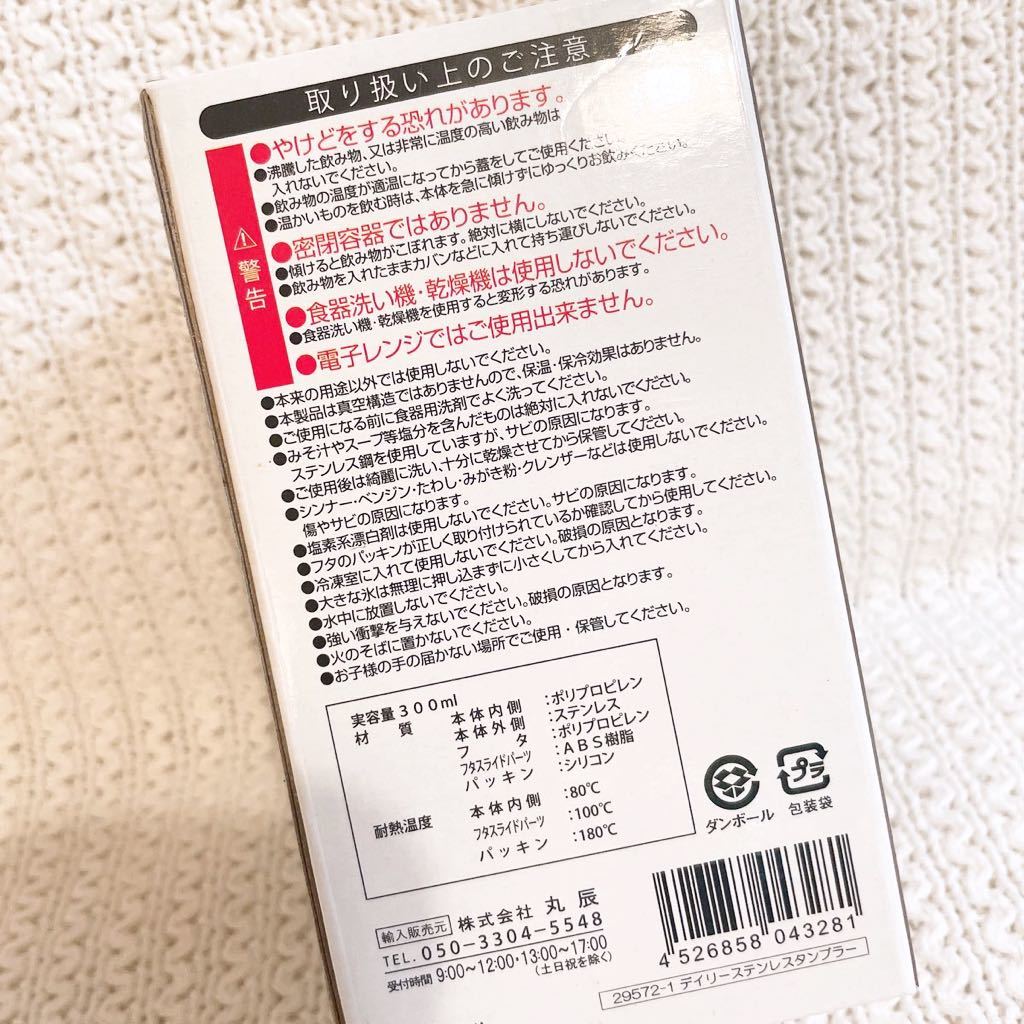 取り扱い上のご注意
⚠警告
●やけどをする恐れがあります。
●沸騰した飲み物、又は非常に温度の高い飲み物は
入れないでください。
●飲み物の温度が適温になってから蓋をしてご使用くださ
●温かいものを飲む時は、本体を急に傾けずにゆっくりお飲みください。
●密閉容器ではありません。
●傾けると飲み物がこぼれます。絶対に横にしないでください。
●飲み物を入れたままカバンなどに入れて持ち運びしないでください。
●食器洗い機・乾燥機は使用しないでください。
●食器洗い機・乾燥機を使用すると変形する恐れがあります。
●電子レンジではご使用出来ません。
●本来の用途以外では使用しないでください。
●本製品は真空構造ではありませんので、保温・保冷効果はありません。
●ご使用になる前に食器用洗剤でよく洗ってください。
●みそ汁やスープ等塩分を含んだものは絶対に入れないでください。
ステンレス鋼を使用していますが、サビの原因になります。
●ご使用後は綺麗に洗い、十分に乾燥させてから保管してください。
●シンナー・ベンジン・たわし・みがき粉・クレンザーなどは使用しないでください。
傷やサビの原因になります。
●塩素系漂白剤は使用しないでください。サビの原因になります。
●フタのパッキンが正しく取り付けられているか確認してから使用してください。
●冷凍室に入れて使用しないでください。破損の原因となります。
●大きな氷は無理に押し込まずに小さくしてから入れてください。
●水中に放置しないでください。
●強い衝撃を与えないでください。破損の原因となります。
●火のそばに置かないでください。
●お子様の手の届かない場所でご使用・保管してください。
実容量300ml
材質 本体内側 :ポリプロピレン
本体外側 :ステンレス
フタ :ポリプロピレン
フタスライドパーツ :ABS樹脂
パッキン :シリコン
耐熱温度 本体内側 :80℃
フタスライドパーツ :100℃
パッキン :180℃
ダンボール
プラ
包装袋
輸入販売元 株式会社 丸辰
TEL. 050-3304-5548
受付時間 9:00~12:00・13:00~17:00
(土日祝を除く)
4 526858 043281
29572-1 デイリーステンレスタンブラー